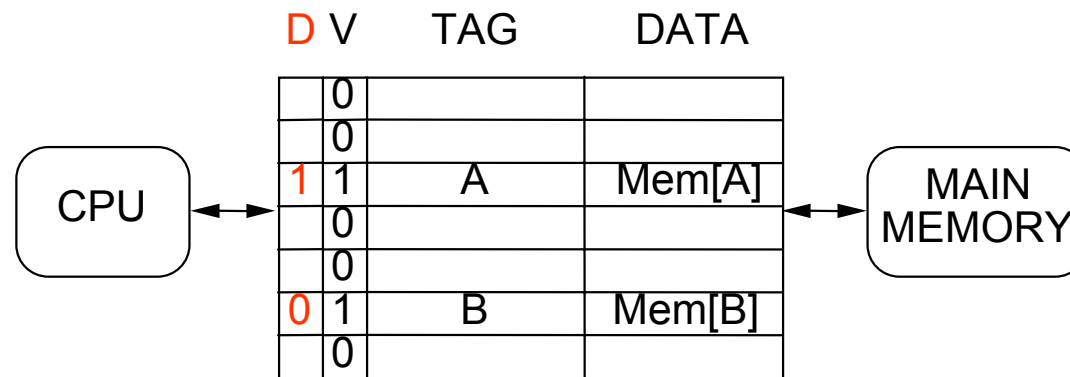 D V TAG DATA
0
0
1 1 A Mem[A]
CPU
MAIN
MEMORY
0
0
0 1 B Mem[B]
0